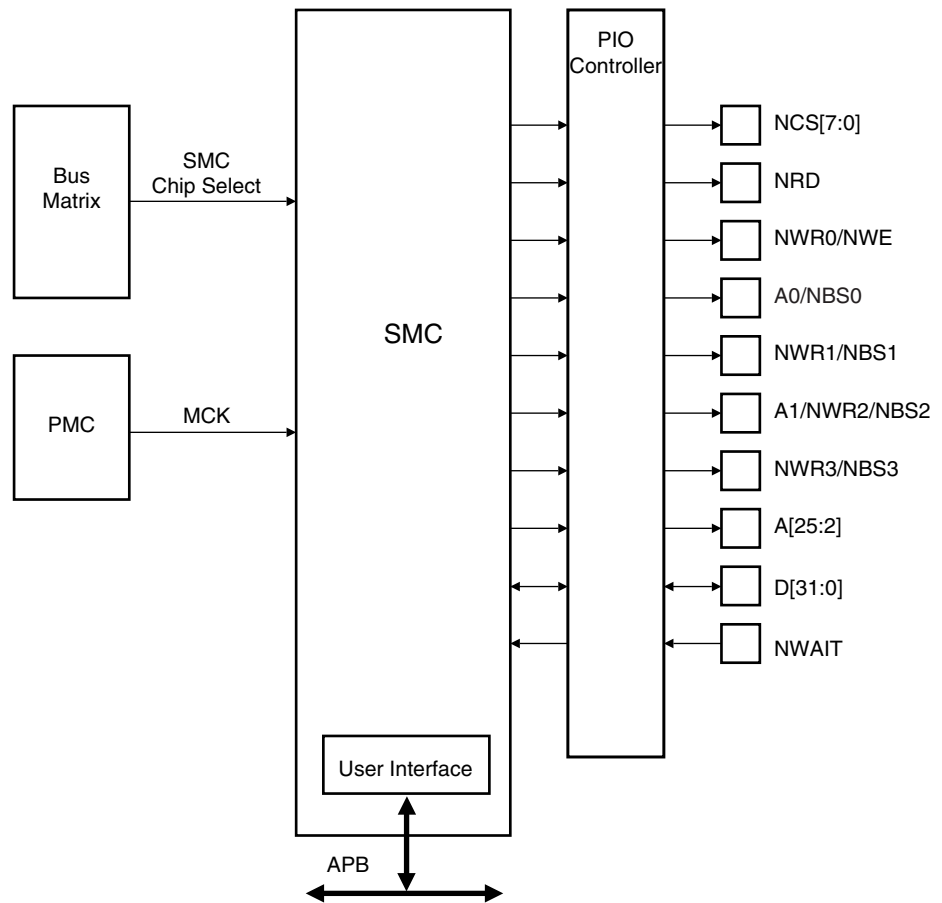 PIO
Controller
Bus
Matrix
SMC
Chip Select
PMC
MCK
SMC
NCS[7:0]
NRD
NWR0/NWE
A0/NBS0
NWR1/NBS1
A1/NWR2/NBS2
NWR3/NBS3
A[25:2]
D[31:0]
NWAIT
User Interface
APB